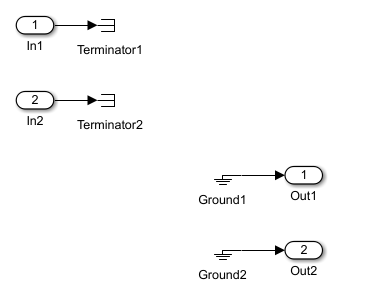 1
In1
Terminator1
2
In2
Terminator2
1
Ground1
Out1
2
Ground2
Out2